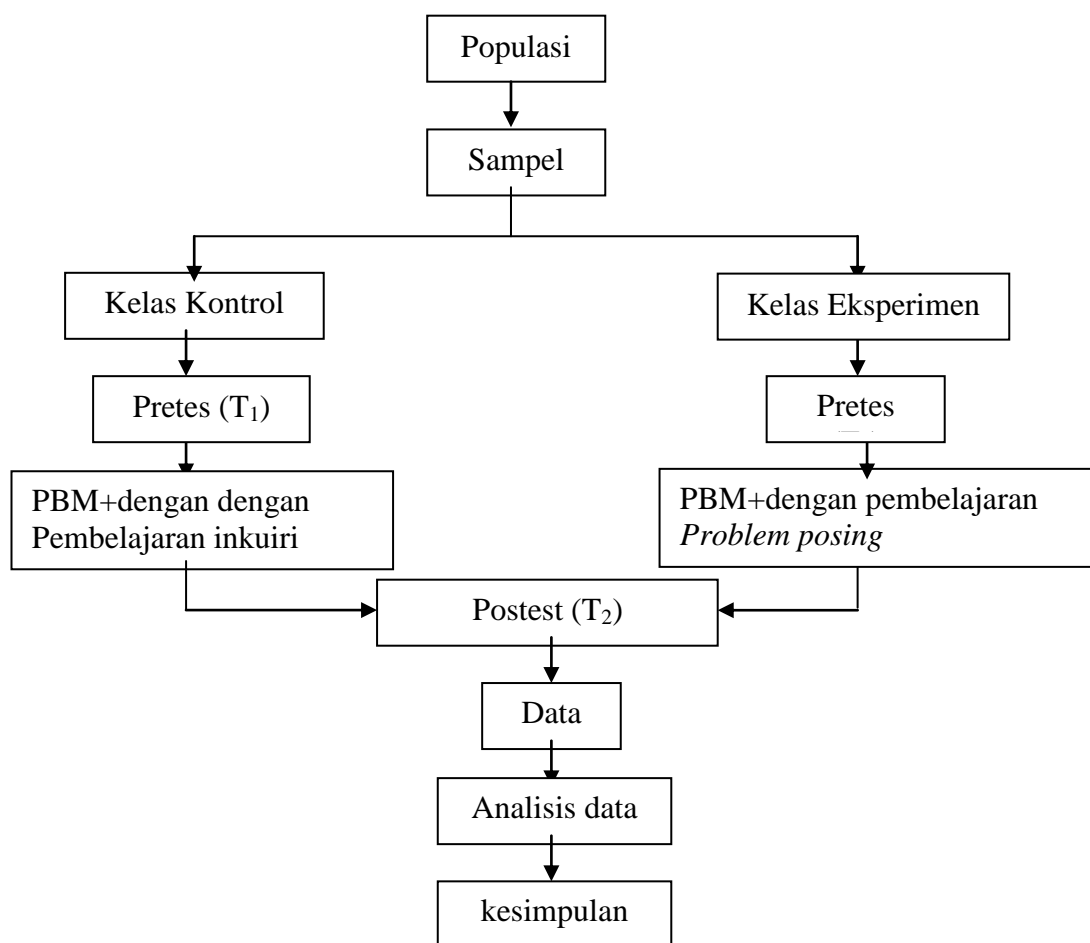 Populasi
Sampel
Kelas Kontrol
Kelas Eksperimen
Pretes (T₁)
Pretes
PBM+dengan dengan
Pembelajaran inkuiri
PBM+dengan pembelajaran
Problem posing
Postest (T₂)
Data
Analisis data
kesimpulan